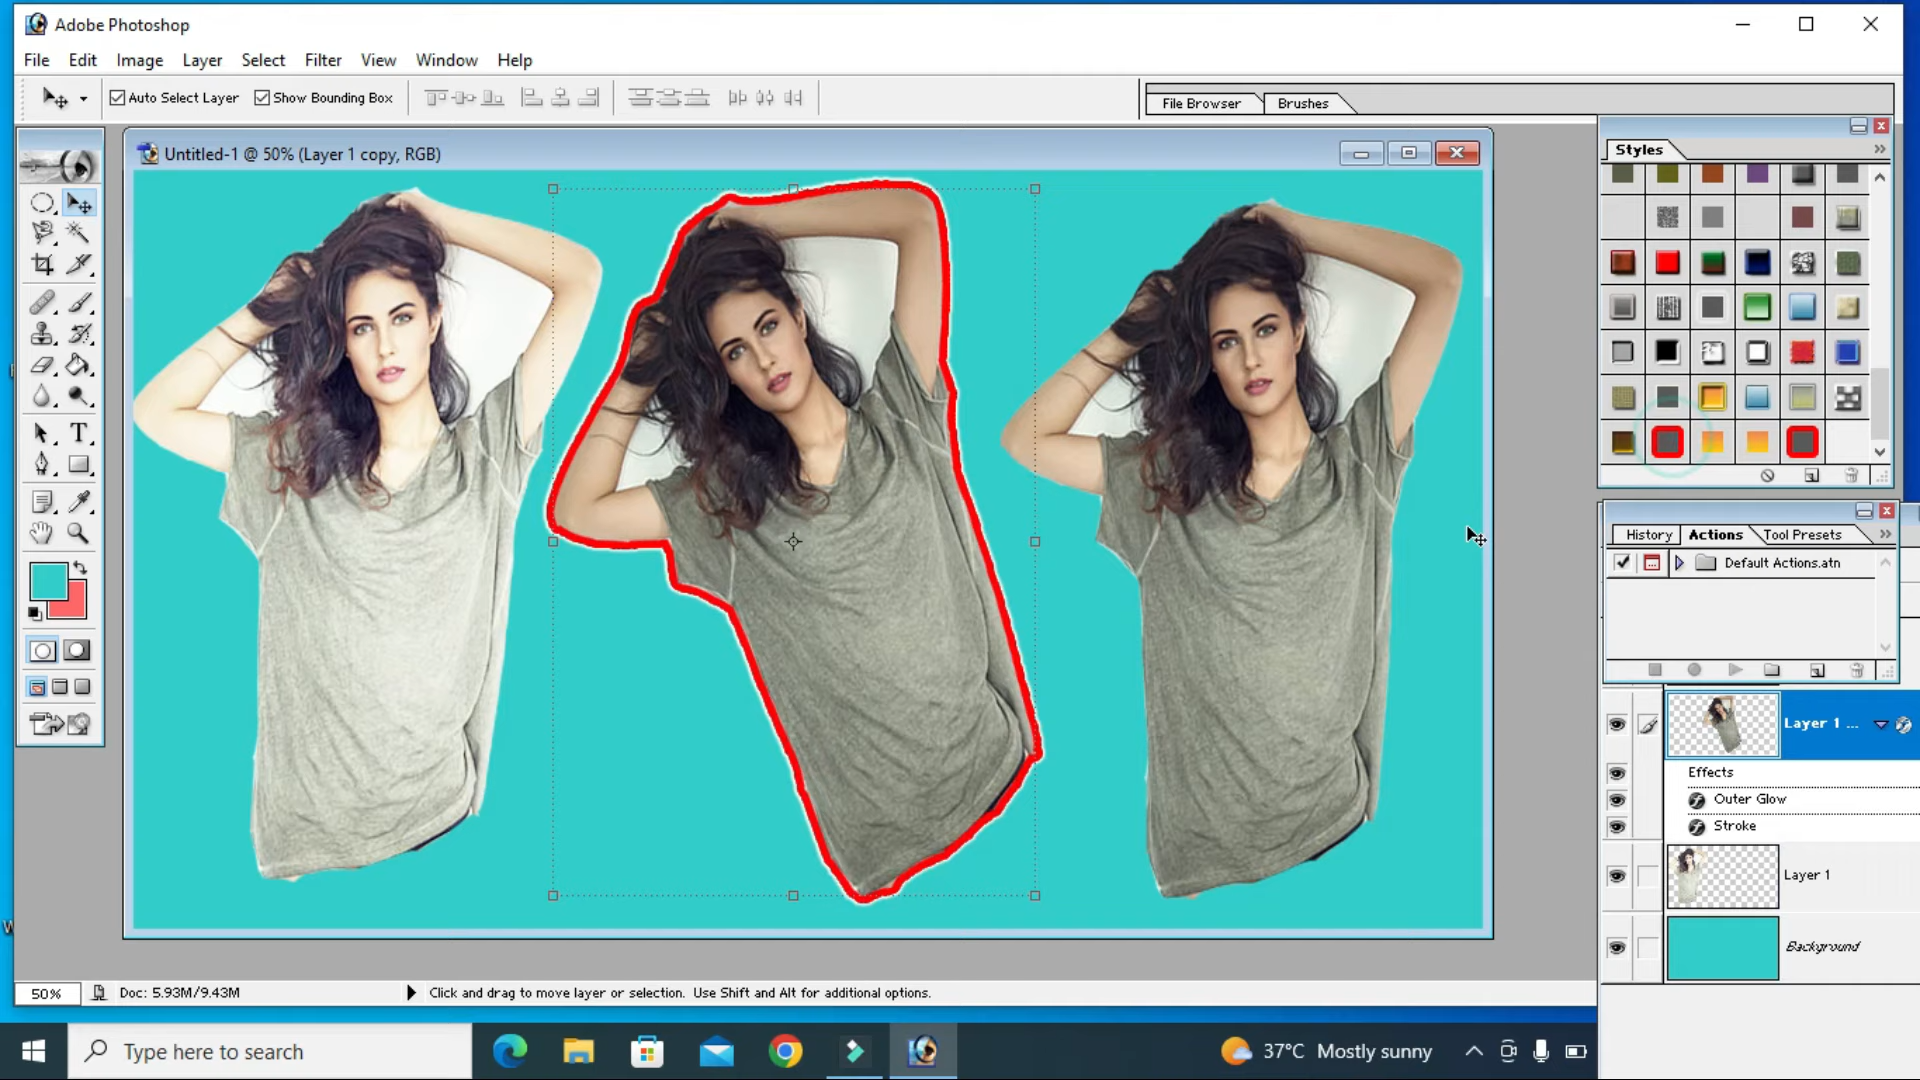 Adobe Photoshop
File Edit Image Layer Select Filter View Window Help
Auto Select Layer Show Bounding Box
File Browser Brushes
Untitled-1 @ 50% (Layer 1 copy, RGB)
Styles
T
History Actions Tool Presets
Default Actions.atn
Layer 1 ...
Effects
Outer Glow
Stroke
Layer 1
Background
50% Doc: 5.93M/9.43M Click and drag to move layer or selection. Use Shift and Alt for additional options.
Type here to search
37°C Mostly sunny